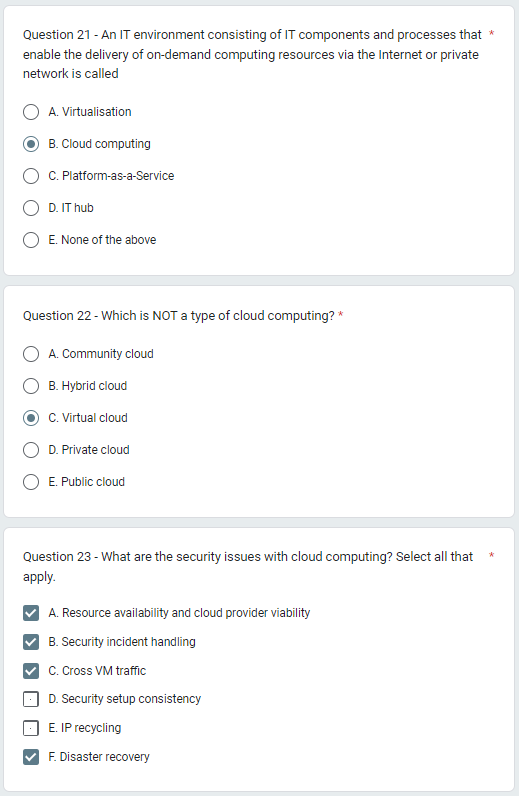 Question 21 - An IT environment consisting of IT components and processes that *
enable the delivery of on-demand computing resources via the Internet or private
network is called
A. Virtualisation
B. Cloud computing
C. Platform-as-a-Service
D. IT hub
E. None of the above
Question 22 - Which is NOT a type of cloud computing? *
A. Community cloud
B. Hybrid cloud
C. Virtual cloud
D. Private cloud
E. Public cloud
Question 23 - What are the security issues with cloud computing? Select all that *
apply.
A. Resource availability and cloud provider viability
B. Security incident handling
C. Cross VM traffic
D. Security setup consistency
E. IP recycling
F. Disaster recovery